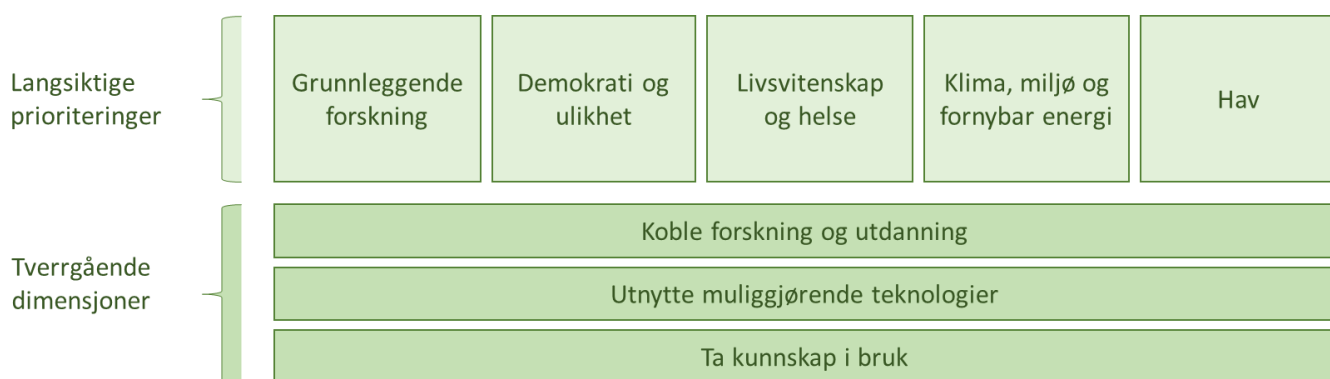 Langsiktige
prioriteringer
Grunnleggende
forskning
Demokrati og
ulikhet
Livsvitenskap
og helse
Klima, miljø og
fornybar energi
Hav
Tverrgående
dimensjoner
Koble forskning og utdanning
Utnytte muliggjørende teknologier
Ta kunnskap i bruk